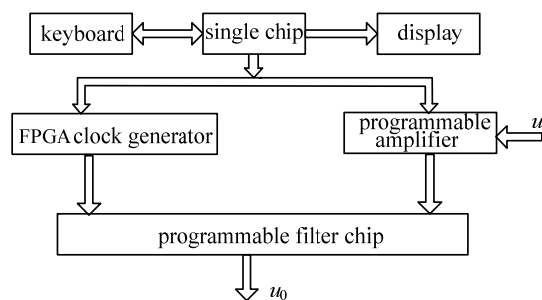 keyboard
single chip
display
FPGA clock generator
programmable
amplifier
u
programmable filter chip
u0